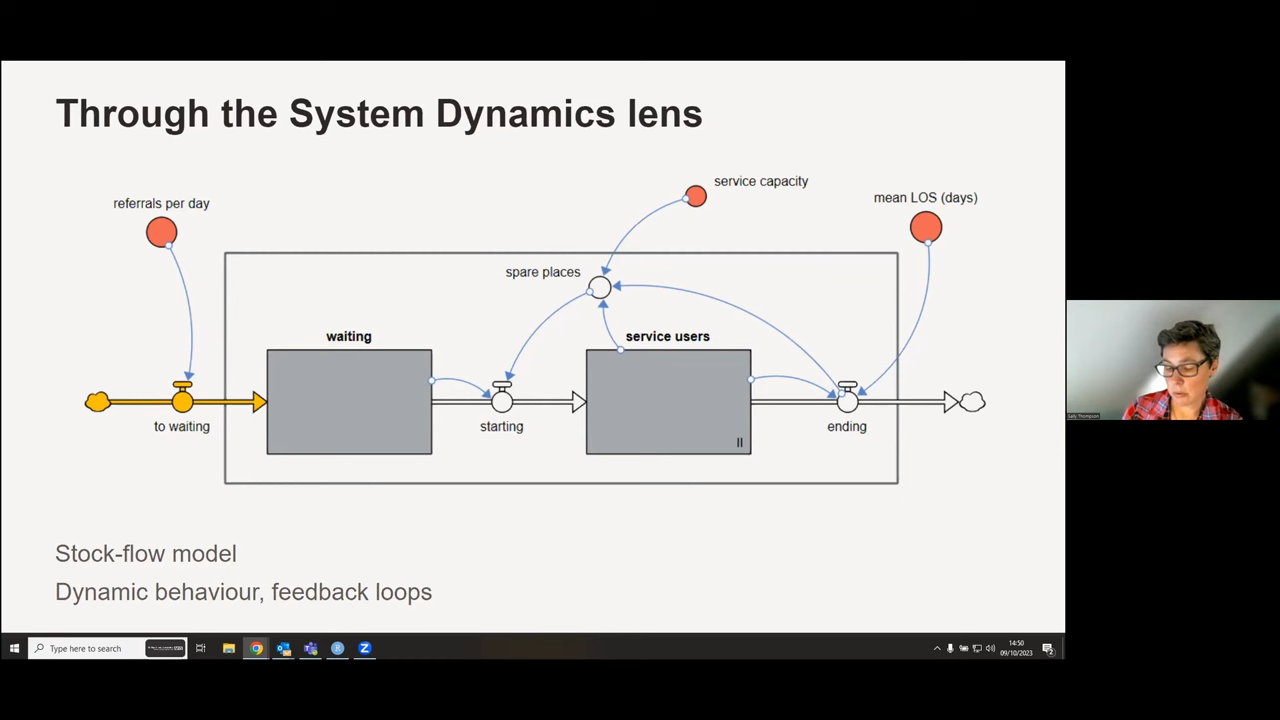 Through the System Dynamics lens
service capacity
referrals per day
mean LOS (days)
spare places
waiting
service users
to waiting
starting
ending
Stock-flow model
Dynamic behaviour, feedback loops
Sally Thompson
Type here to search
14:50
09/10/2023